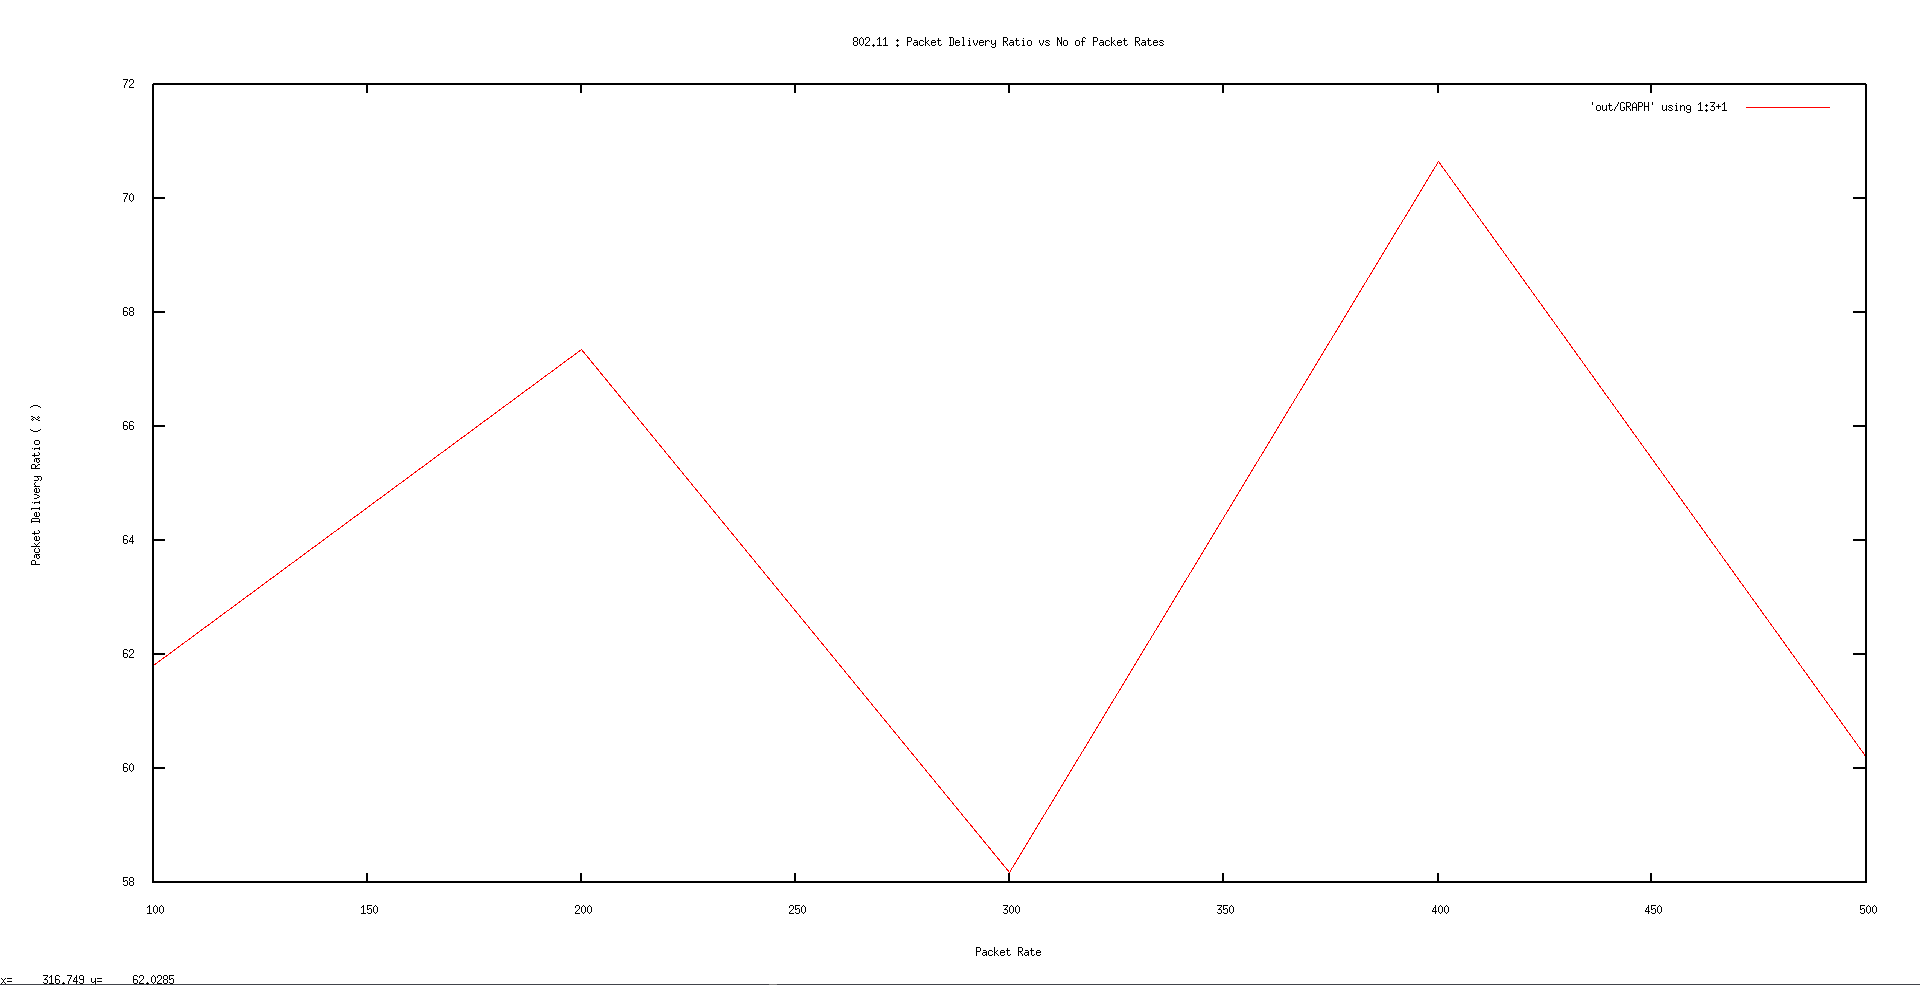 802.11 : Packet Delivery Ratio vs No of Packet Rates
'out/GRAPH' using 1:3+1
72
70
68
66
64
62
60
58
Packet Delivery Ratio ( % )
100 150 200 250 300 350 400 450 500
Packet Rate
x= 316.749 y= 62.0285